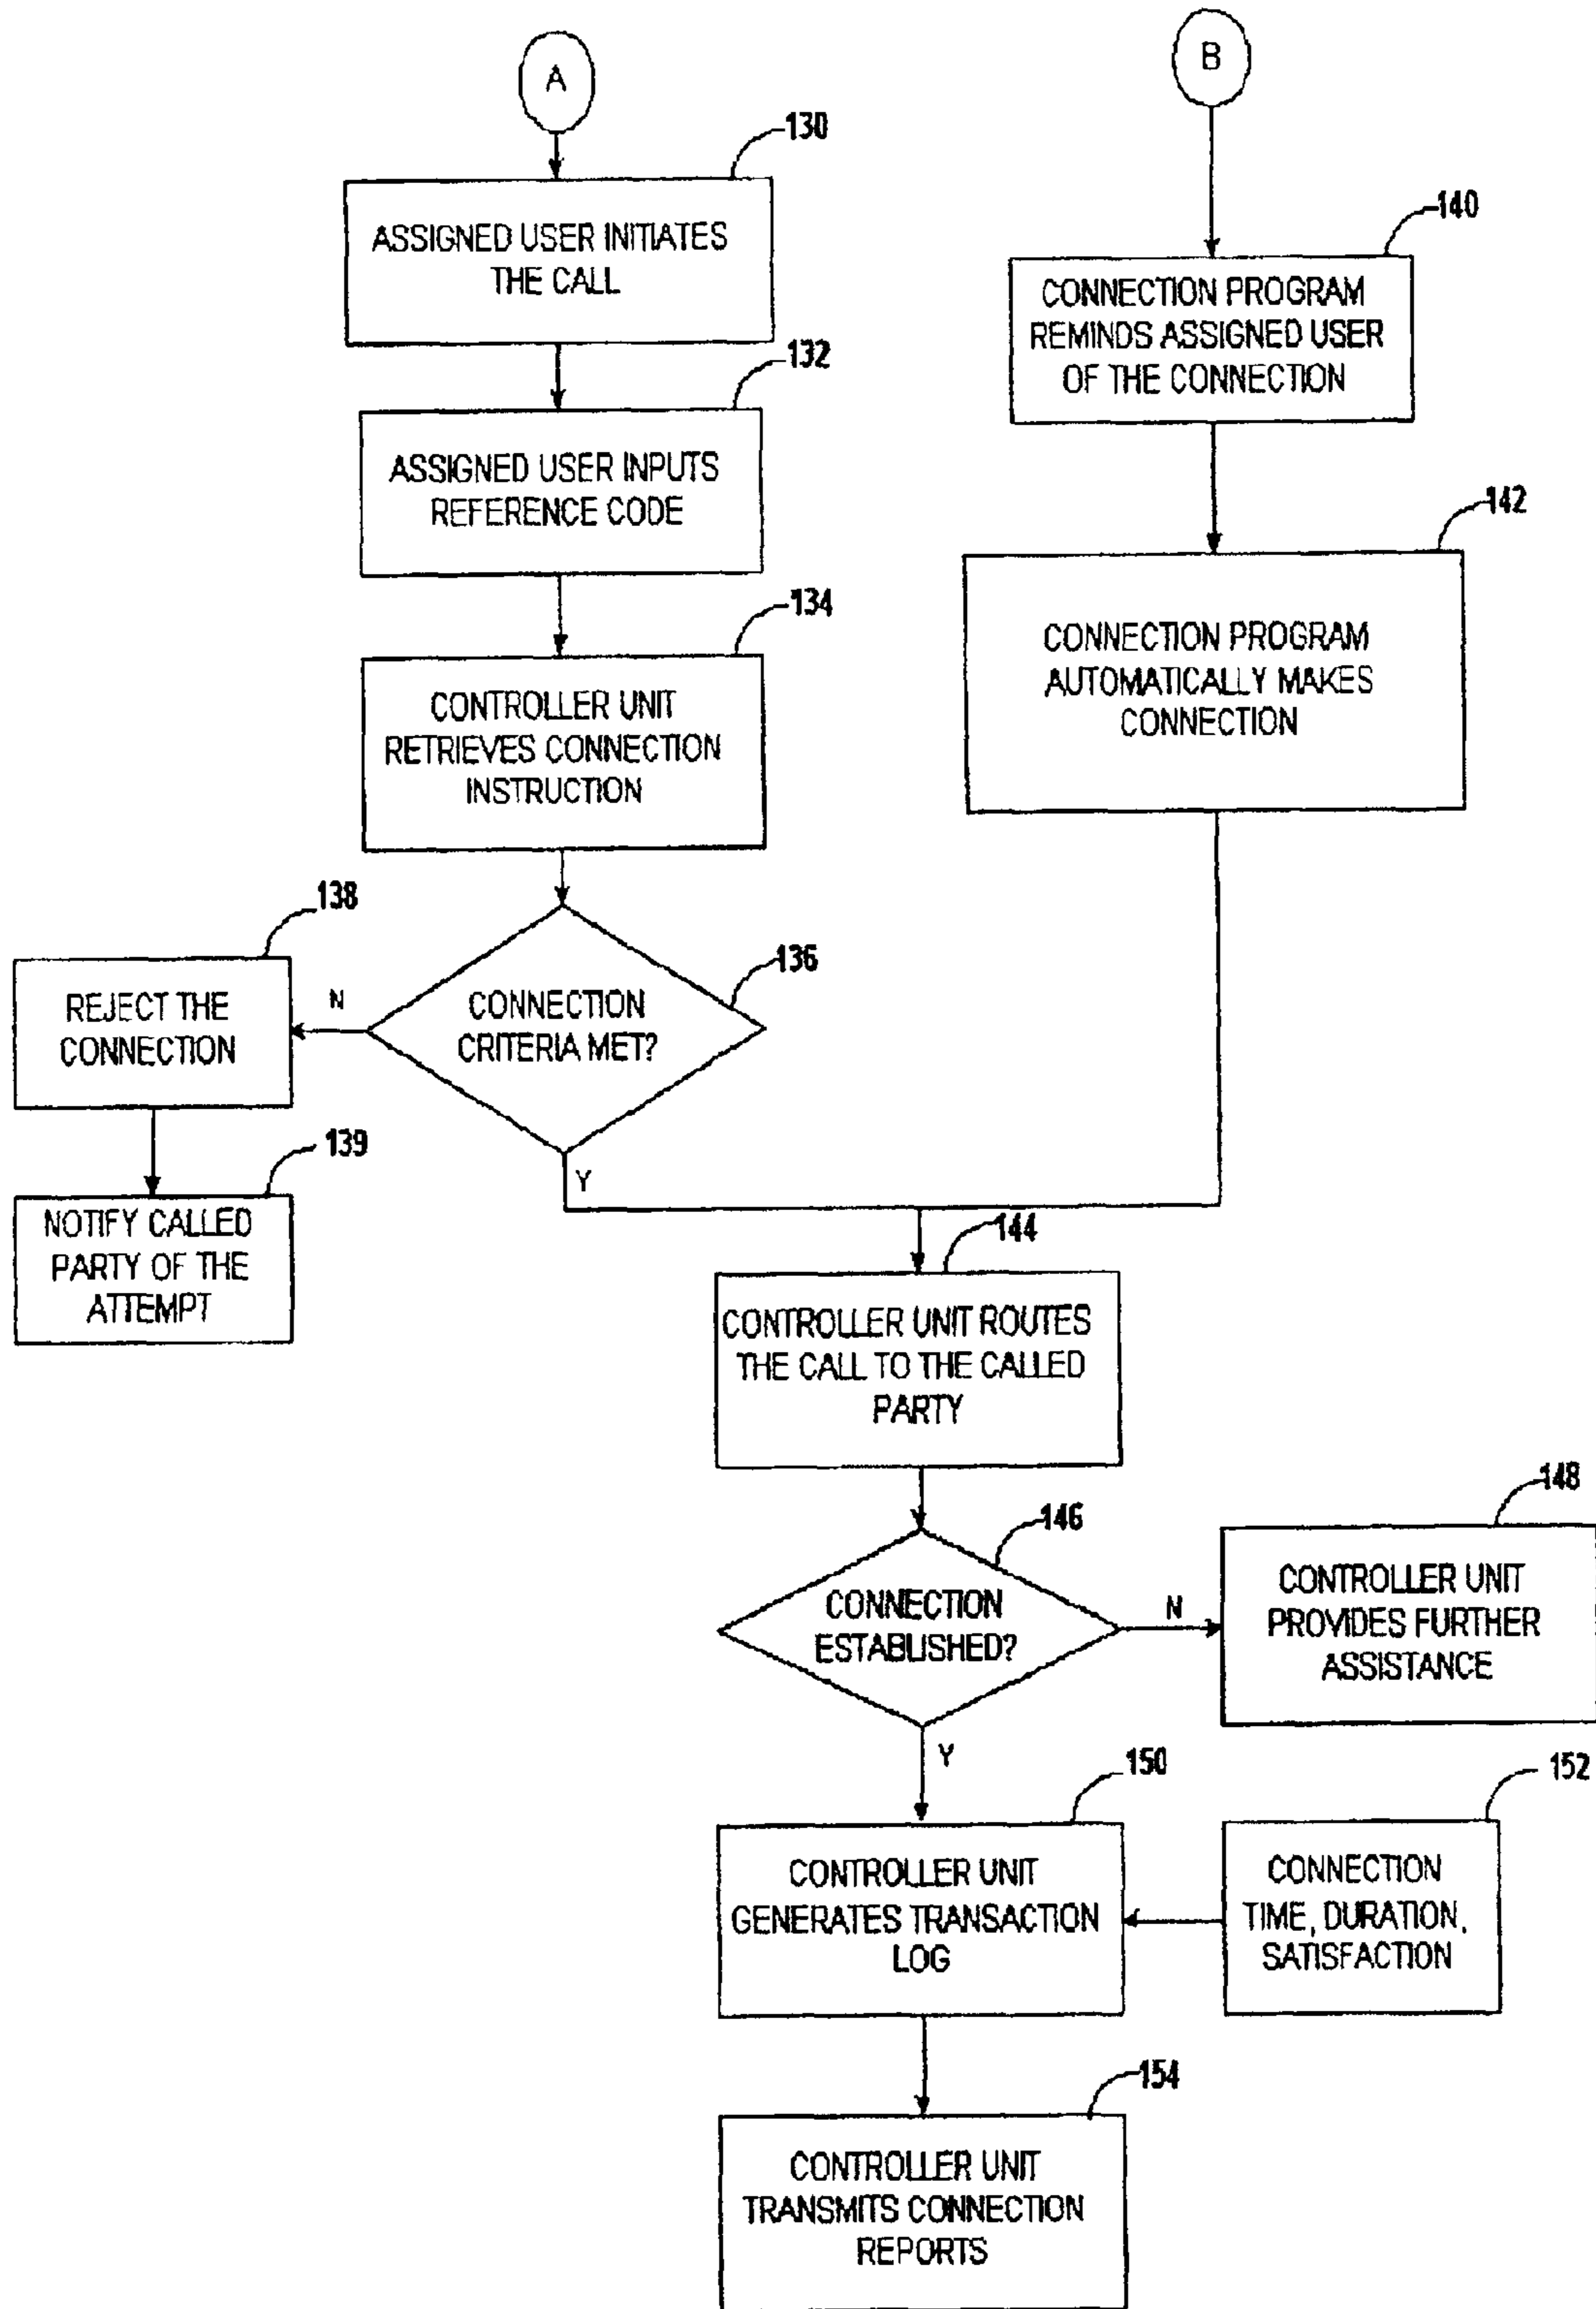 A
130
ASSIGNED USER INITIATES
THE CALL
132
ASSIGNED USER INPUTS
REFERENCE CODE
134
CONTROLLER UNIT
RETRIEVES CONNECTION
INSTRUCTION
136
CONNECTION
CRITERIA MET?
N
138
REJECT THE
CONNECTION
139
NOTIFY CALLED
PARTY OF THE
ATTEMPT
Y
B
140
CONNECTION PROGRAM
REMINDS ASSIGNED USER
OF THE CONNECTION
142
CONNECTION PROGRAM
AUTOMATICALLY MAKES
CONNECTION
144
CONTROLLER UNIT ROUTES
THE CALL TO THE CALLED
PARTY
146
CONNECTION
ESTABLISHED?
N
148
CONTROLLER UNIT
PROVIDES FURTHER
ASSISTANCE
Y
150
CONTROLLER UNIT
GENERATES TRANSACTION
LOG
152
CONNECTION
TIME, DURATION,
SATISFACTION
154
CONTROLLER UNIT
TRANSMITS CONNECTION
REPORTS